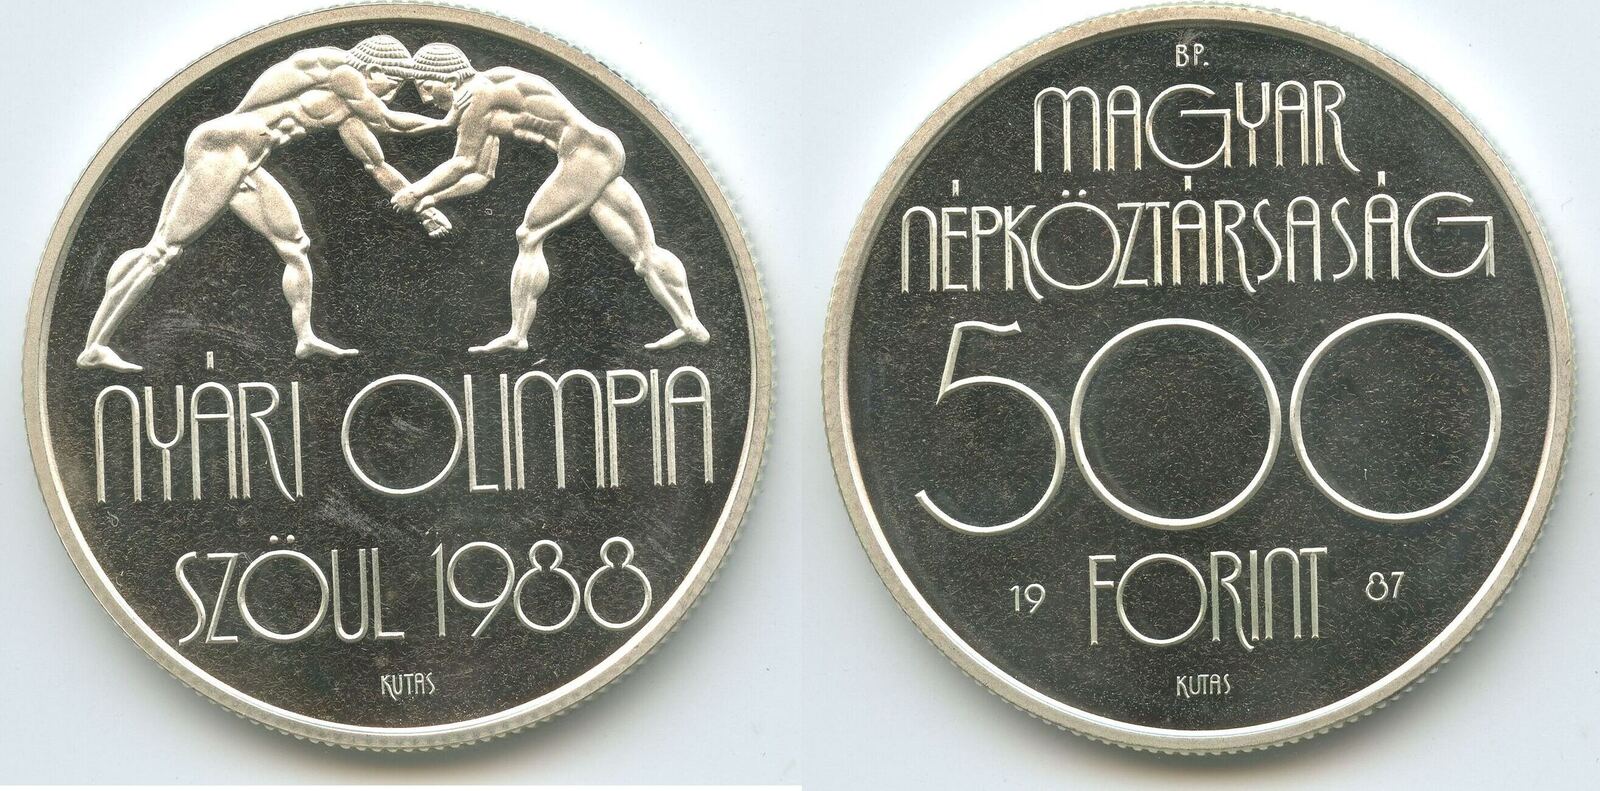 NYÁRI OLIMPIA
SZÖUL 1988
KUTAS
BP.
MAGYAR
NÉPKÖZTÁRSASÁG
500
19 FORINT 87
KUTAS